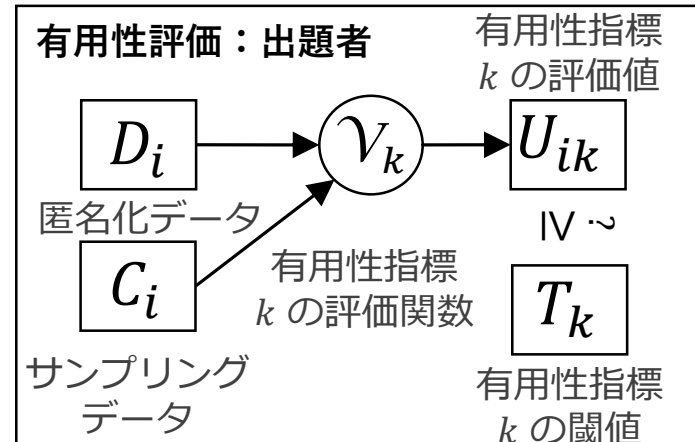 有用性評価：出題者
有用性指標
k の評価値
D_i
V_k
U_{ik}
匿名化データ
≥ ?
C_i
有用性指標
k の評価関数
T_k
サンプリング
データ
有用性指標
k の閾値